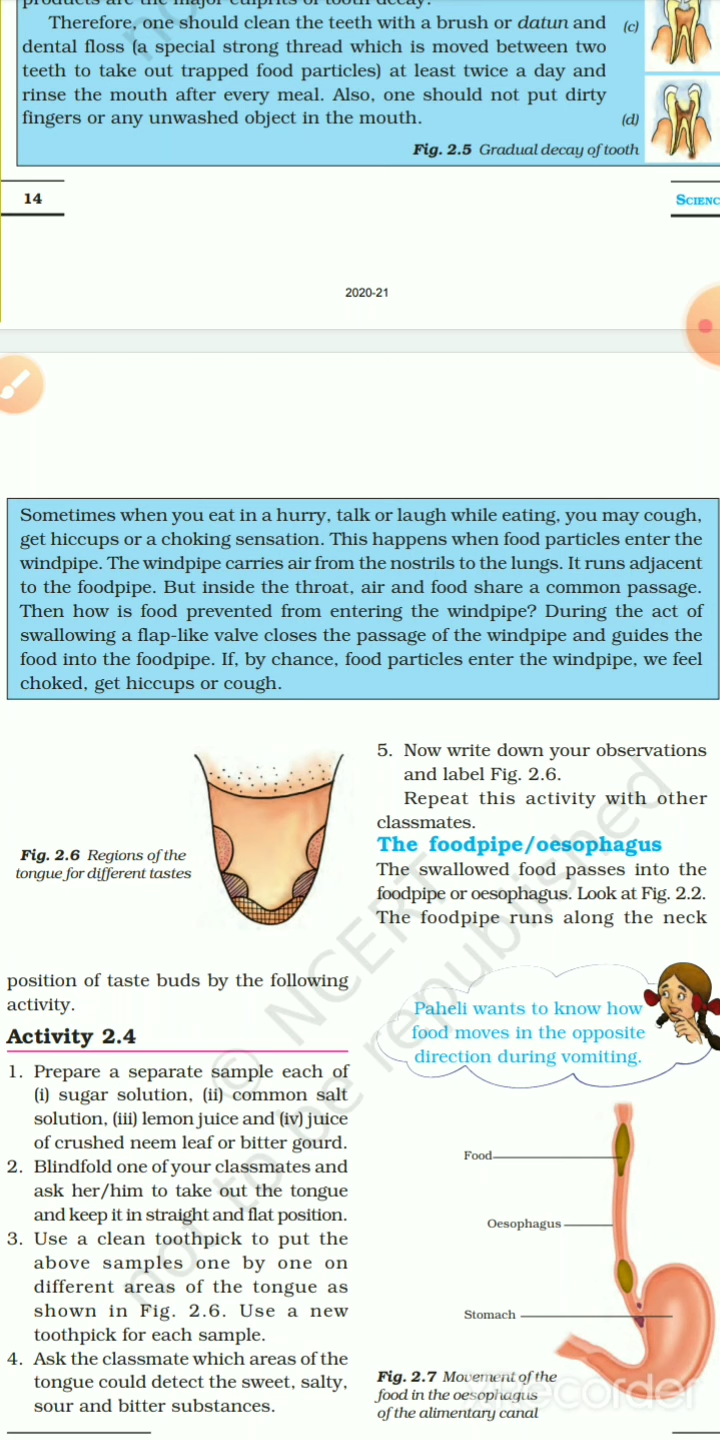 products are the major culprits of tooth decay.
Therefore, one should clean the teeth with a brush or datun and
dental floss (a special strong thread which is moved between two
teeth to take out trapped food particles) at least twice a day and
rinse the mouth after every meal. Also, one should not put dirty
fingers or any unwashed object in the mouth.
(c)
(d)
Fig. 2.5 Gradual decay of tooth
14
SCIENC
2020-21
Sometimes when you eat in a hurry, talk or laugh while eating, you may cough,
get hiccups or a choking sensation. This happens when food particles enter the
windpipe. The windpipe carries air from the nostrils to the lungs. It runs adjacent
to the foodpipe. But inside the throat, air and food share a common passage.
Then how is food prevented from entering the windpipe? During the act of
swallowing a flap-like valve closes the passage of the windpipe and guides the
food into the foodpipe. If, by chance, food particles enter the windpipe, we feel
choked, get hiccups or cough.
Fig. 2.6 Regions of the
tongue for different tastes
position of taste buds by the following
activity.
Activity 2.4
1. Prepare a separate sample each of
(i) sugar solution, (ii) common salt
solution, (iii) lemon juice and (iv) juice
of crushed neem leaf or bitter gourd.
2. Blindfold one of your classmates and
ask her/him to take out the tongue
and keep it in straight and flat position.
3. Use a clean toothpick to put the
above samples one by one on
different areas of the tongue as
shown in Fig. 2.6. Use a new
toothpick for each sample.
4. Ask the classmate which areas of the
tongue could detect the sweet, salty,
sour and bitter substances.
5. Now write down your observations
and label Fig. 2.6.
Repeat this activity with other
classmates.
The foodpipe/oesophagus
The swallowed food passes into the
foodpipe or oesophagus. Look at Fig. 2.2.
The foodpipe runs along the neck
Paheli wants to know how
food moves in the opposite
direction during vomiting.
Food
Oesophagus
Stomach
Fig. 2.7 Movement of the
food in the oesophagus
of the alimentary canal
© NCERT
not to be republished
XRecorder